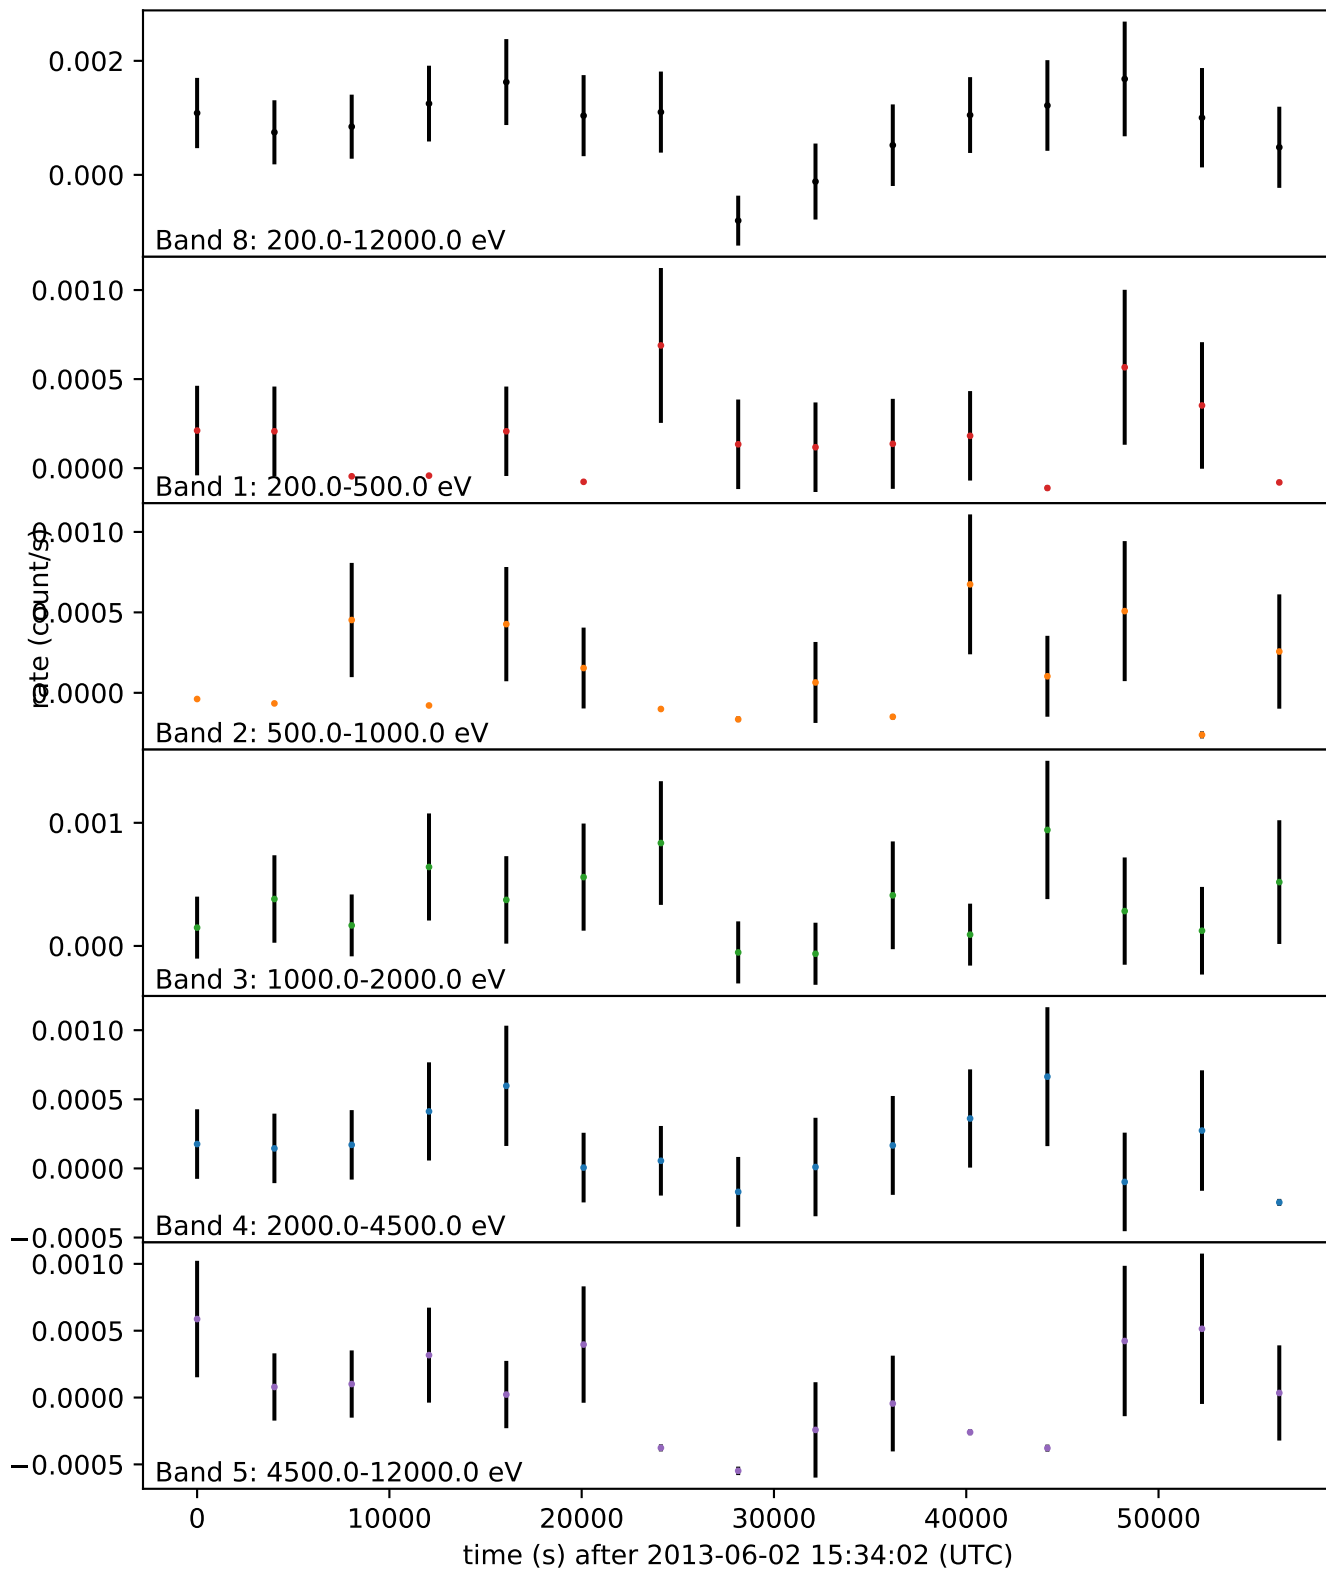 0.002
0.000
Band 8: 200.0-12000.0 eV
0.0010
0.0005
0.0000
Band 1: 200.0-500.0 eV
rate (count/s)
0.0010
0.0005
0.0000
Band 2: 500.0-1000.0 eV
0.001
0.000
Band 3: 1000.0-2000.0 eV
0.0010
0.0005
0.0000
−0.0005
Band 4: 2000.0-4500.0 eV
0.0010
0.0005
0.0000
−0.0005
Band 5: 4500.0-12000.0 eV
0 10000 20000 30000 40000 50000
time (s) after 2013-06-02 15:34:02 (UTC)